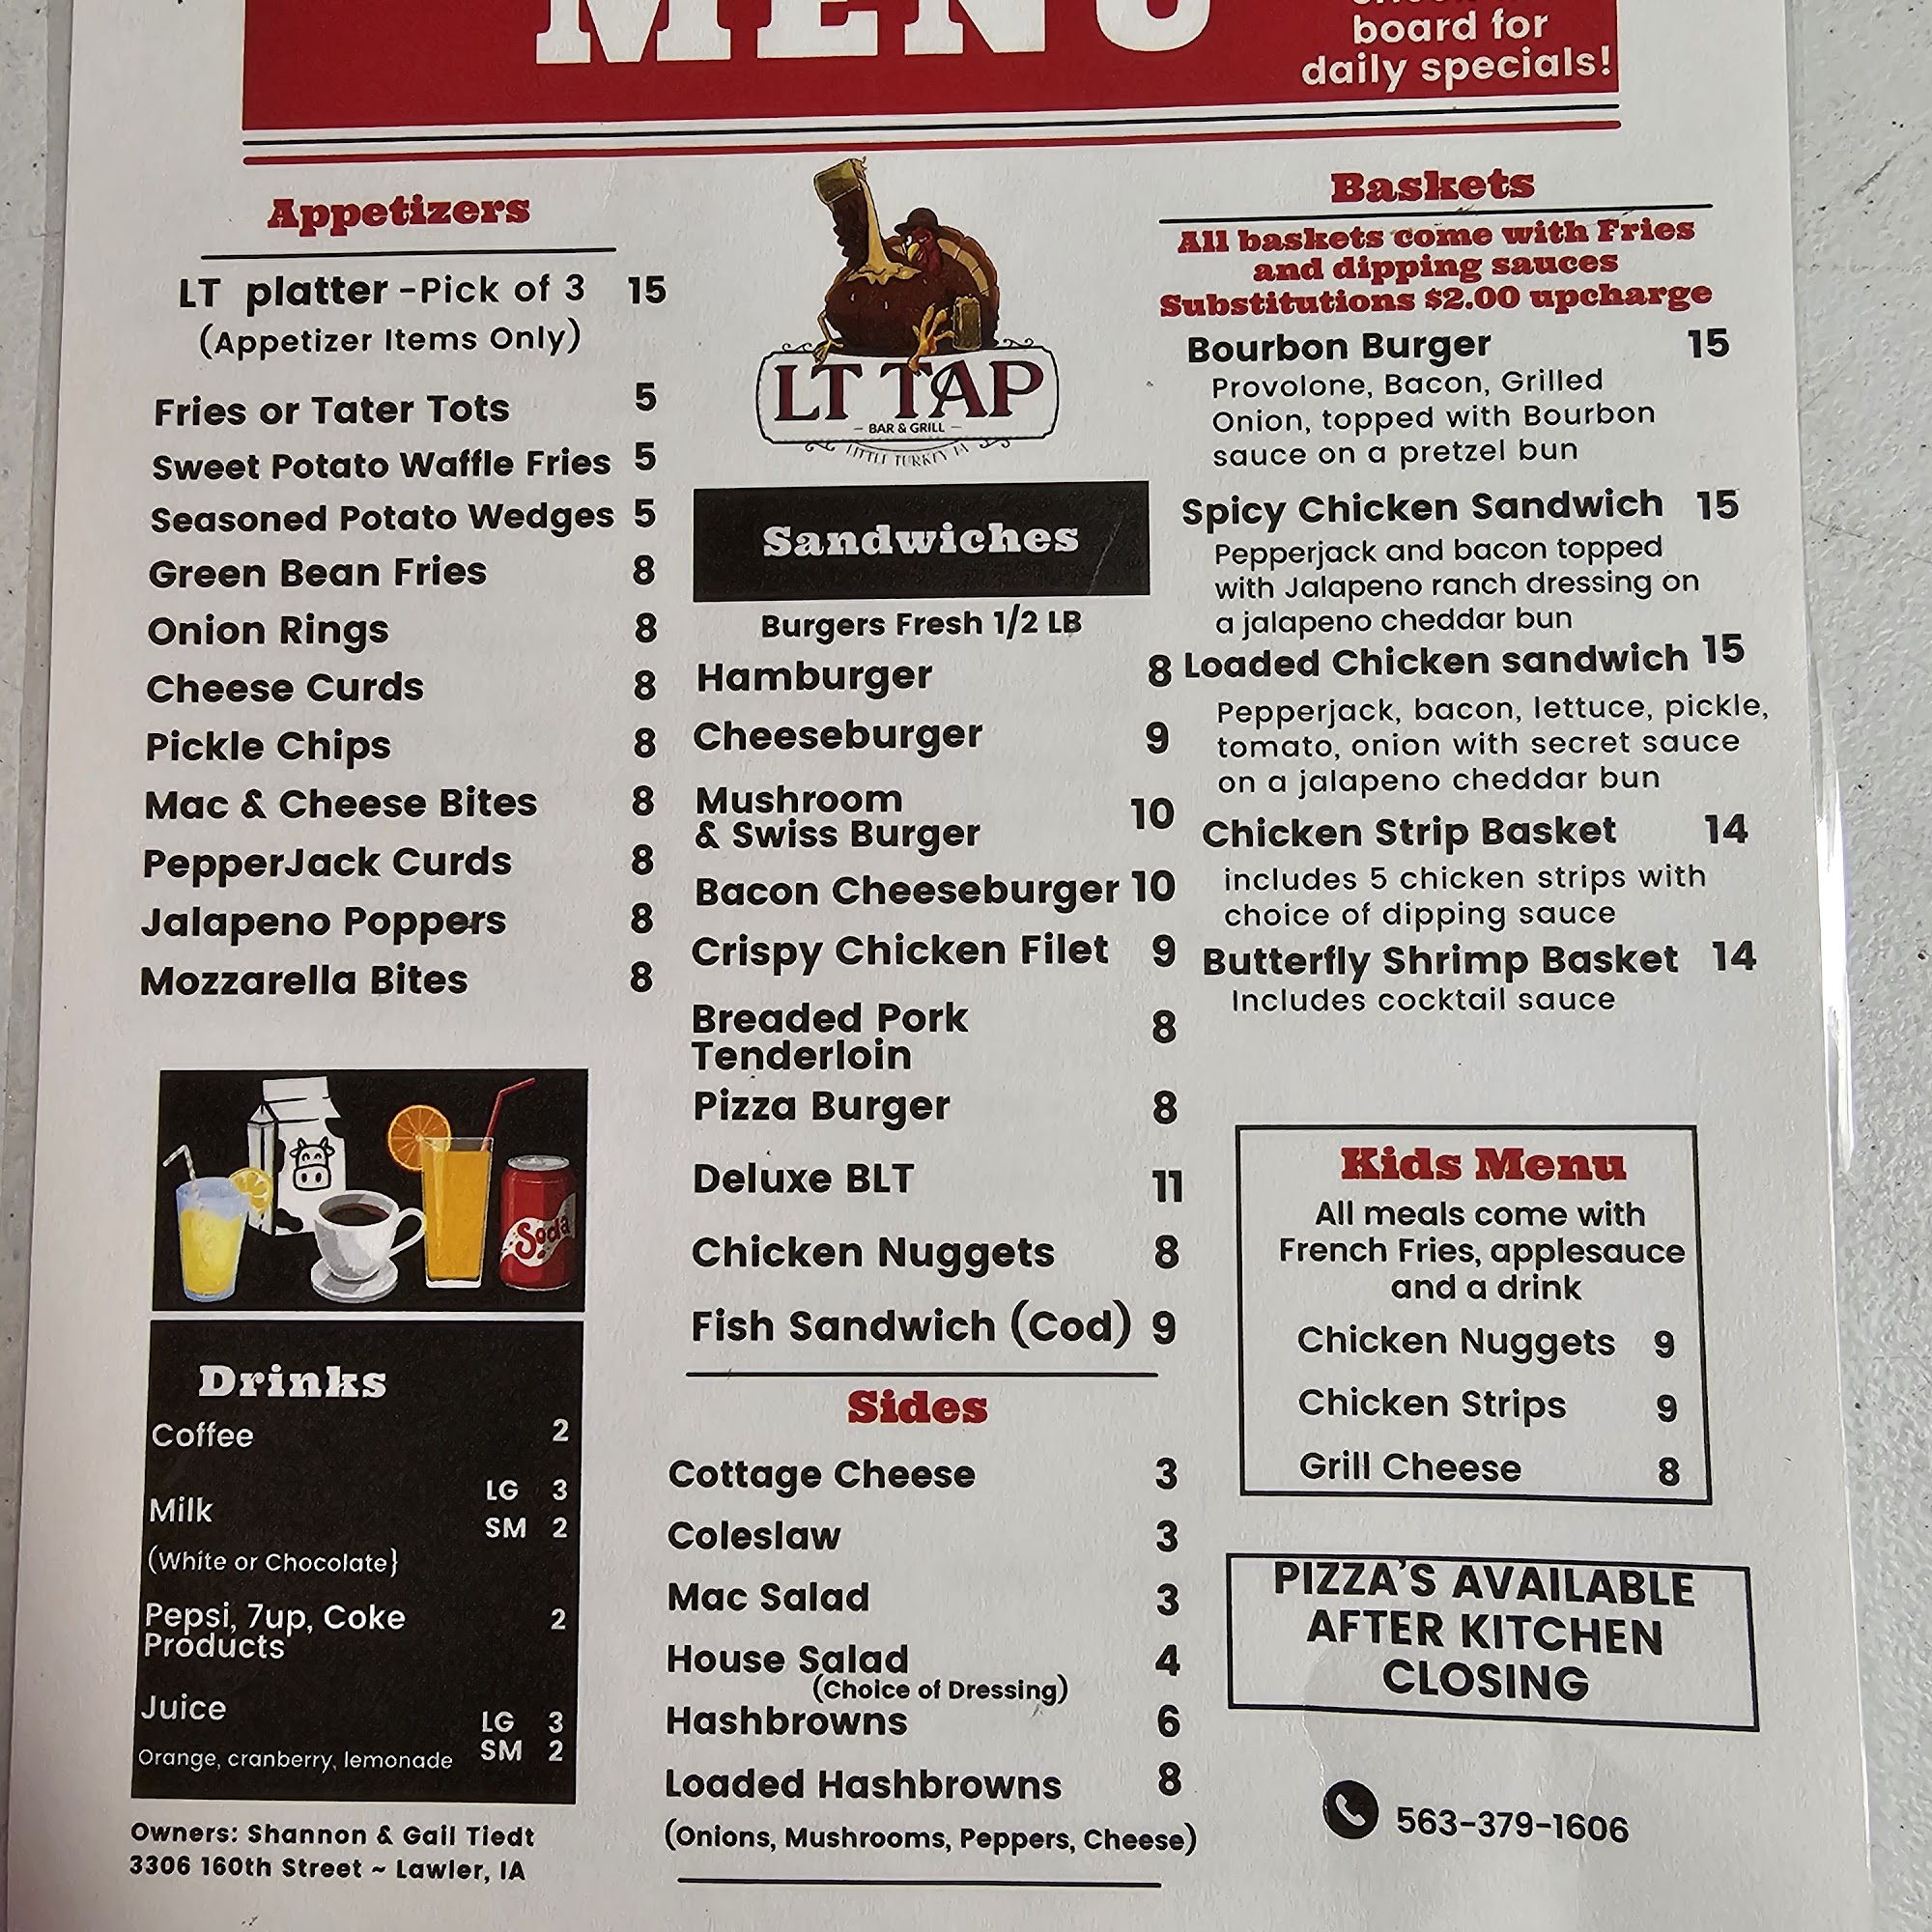 MENU
board for
daily specials!
Appetizers
LT platter -Pick of 3 15
(Appetizer Items Only)
Fries or Tater Tots 5
Sweet Potato Waffle Fries 5
Seasoned Potato Wedges 5
Green Bean Fries 8
Onion Rings 8
Cheese Curds 8
Pickle Chips 8
Mac & Cheese Bites 8
PepperJack Curds 8
Jalapeno Poppers 8
Mozzarella Bites 8
Soda
Drinks
Coffee 2
LG 3
Milk
SM 2
(White or Chocolate}
Pepsi, 7up, Coke 2
Products
Juice
LG 3
Orange, cranberry, lemonade SM 2
Owners: Shannon & Gail Tiedt
3306 160th Street ~ Lawler, IA
LT TAP
- BAR & GRILL -
LITTLE TURKEY IA
Sandwiches
Burgers Fresh 1/2 LB
Hamburger 8
Cheeseburger 9
Mushroom
& Swiss Burger 10
Bacon Cheeseburger 10
Crispy Chicken Filet 9
Breaded Pork 8
Tenderloin
Pizza Burger 8
Deluxe BLT 11
Chicken Nuggets 8
Fish Sandwich (Cod) 9
Sides
Cottage Cheese 3
Coleslaw 3
Mac Salad 3
House Salad 4
(Choice of Dressing)
Hashbrowns 6
Loaded Hashbrowns 8
(Onions, Mushrooms, Peppers, Cheese)
Baskets
All baskets come with Fries
and dipping sauces
Substitutions $2.00 upcharge
Bourbon Burger 15
Provolone, Bacon, Grilled
Onion, topped with Bourbon
sauce on a pretzel bun
Spicy Chicken Sandwich 15
Pepperjack and bacon topped
with Jalapeno ranch dressing on
a jalapeno cheddar bun
Loaded Chicken sandwich 15
Pepperjack, bacon, lettuce, pickle,
tomato, onion with secret sauce
on a jalapeno cheddar bun
Chicken Strip Basket 14
includes 5 chicken strips with
choice of dipping sauce
Butterfly Shrimp Basket 14
Includes cocktail sauce
Kids Menu
All meals come with
French Fries, applesauce
and a drink
Chicken Nuggets 9
Chicken Strips 9
Grill Cheese 8
PIZZA'S AVAILABLE
AFTER KITCHEN
CLOSING
563-379-1606